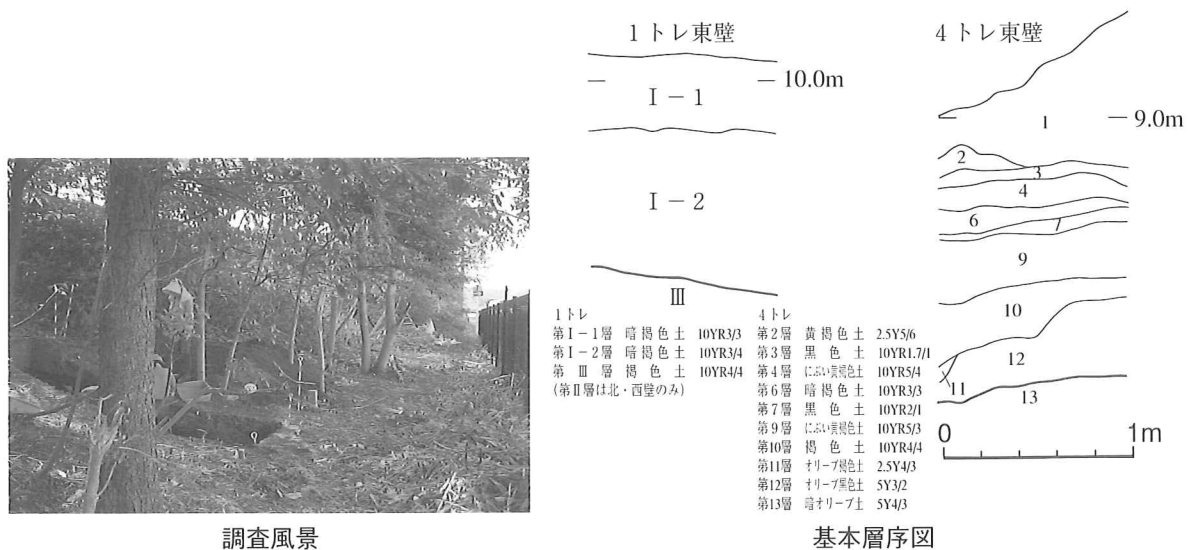 1トレ東壁
10.0m
Ⅰ－1
Ⅰ－2
Ⅲ
4トレ東壁
9.0m
1
2
3
4
6
7
9
10
12
11
13
1トレ
第Ⅰ－1層 暗褐色土 10YR3/3
第Ⅰ－2層 暗褐色土 10YR3/4
第 Ⅲ 層 褐色土 10YR4/4
(第Ⅱ層は北・西壁のみ)
4トレ
第2層 黄褐色土 2.5Y5/6
第3層 黒色土 10YR1.7/1
第4層 にぶい黄褐色土 10YR5/4
第6層 暗褐色土 10YR3/3
第7層 黒色土 10YR2/1
第9層 にぶい黄褐色土 10YR5/3
第10層 褐色土 10YR4/4
第11層 オリーブ褐色土 2.5Y4/3
第12層 オリーブ黒色土 5Y3/2
第13層 暗オリーブ土 5Y4/3
0 1m
調査風景
基本層序図